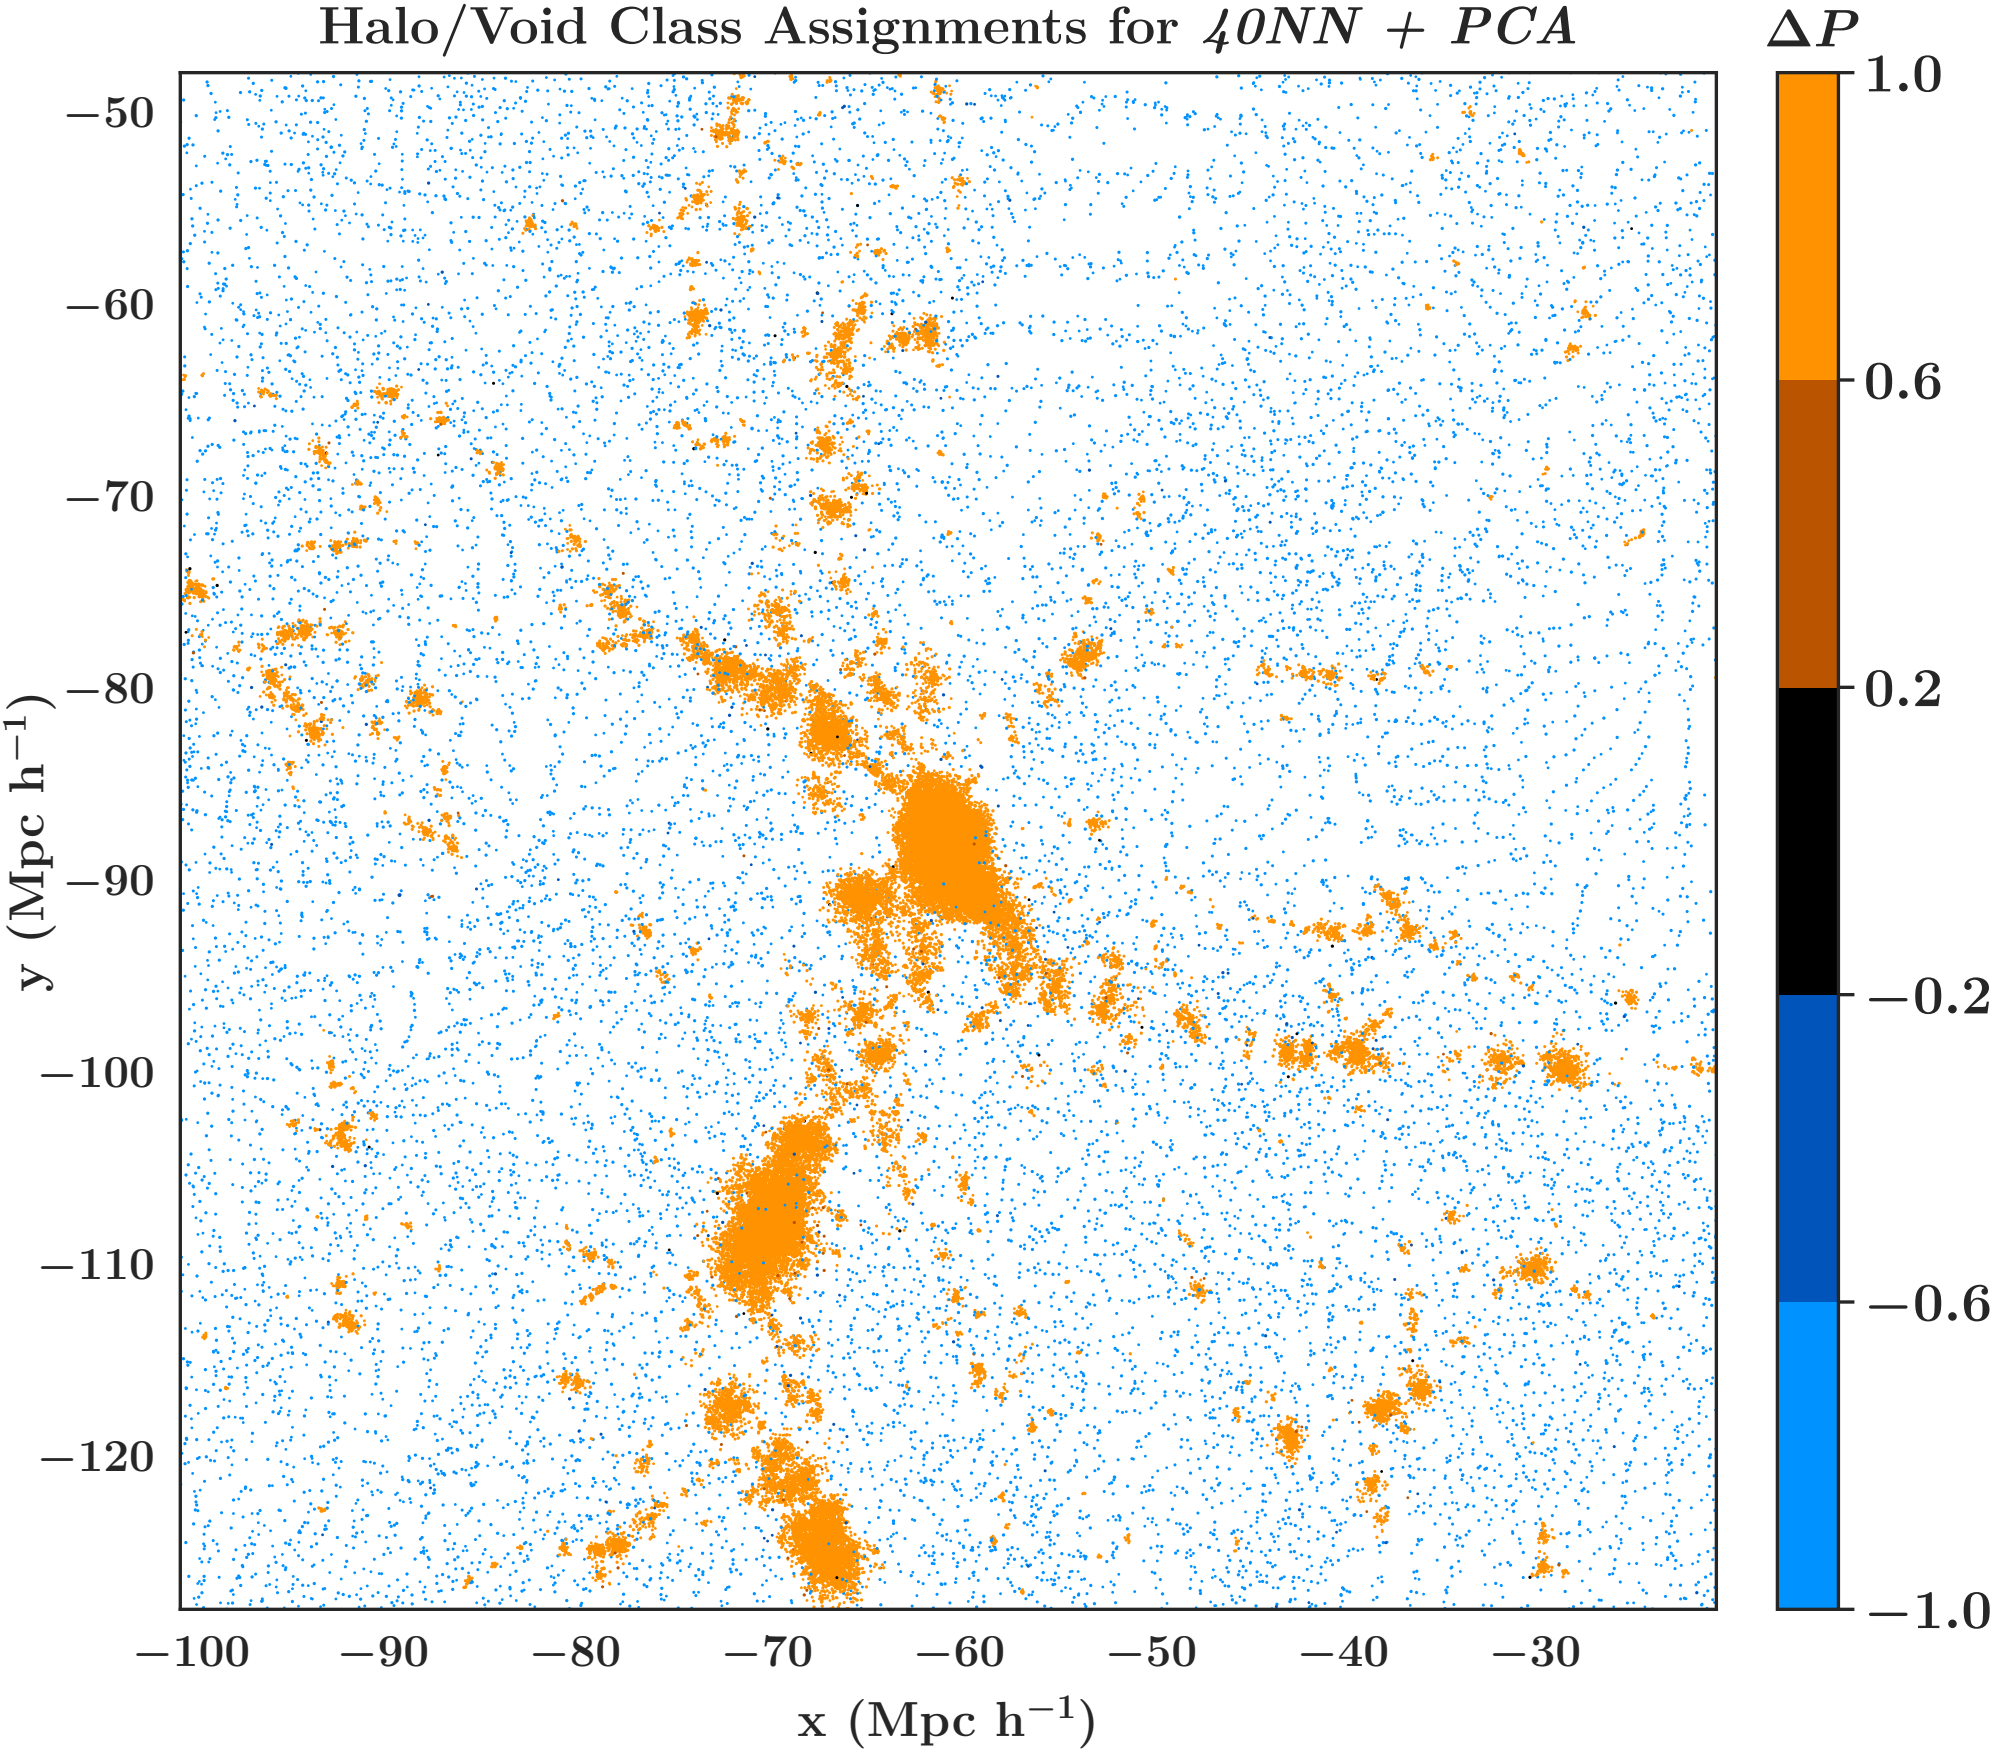 Halo/Void Class Assignments for 40NN + PCA
ΔP
1.0
0.6
0.2
−0.2
−0.6
−1.0
−50
−60
−70
−80
−90
−100
−110
−120
y (Mpc h⁻¹)
−100 −90 −80 −70 −60 −50 −40 −30
x (Mpc h⁻¹)